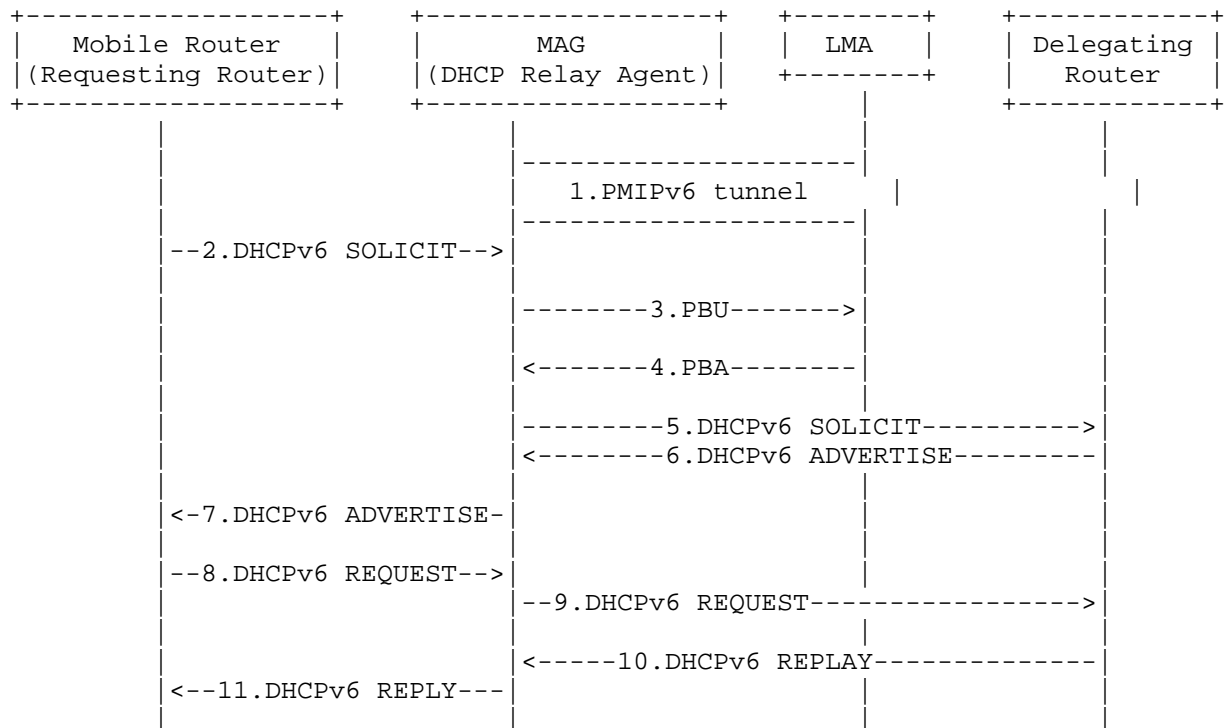 Mobile Router MAG LMA Delegating
(Requesting Router) (DHCP Relay Agent) Router
1.PMIPv6 tunnel
--2.DHCPv6 SOLICIT-->
--------3.PBU------->
<-------4.PBA--------
---------5.DHCPv6 SOLICIT---------->
<--------6.DHCPv6 ADVERTISE---------
<-7.DHCPv6 ADVERTISE-
--8.DHCPv6 REQUEST-->
--9.DHCPv6 REQUEST----------------->
<-----10.DHCPv6 REPLAY--------------
<--11.DHCPv6 REPLY---